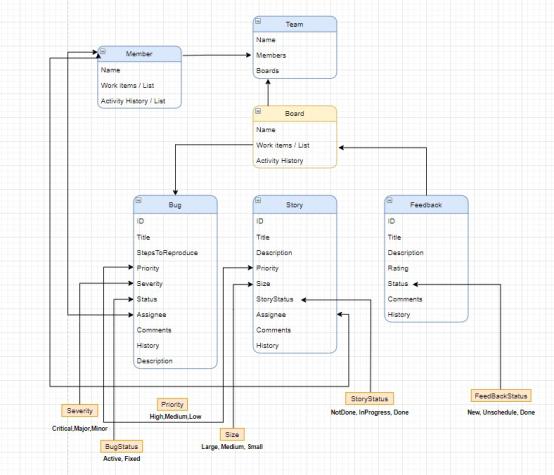 Team
Name
Members
Boards
Member
Name
Work items / List
Activity History / List
Board
Name
Work items / List
Activity History
Bug
ID
Title
StepsToReproduce
Priority
Severity
Status
Assignee
Comments
History
Description
Story
ID
Title
Description
Priority
Size
StoryStatus
Assignee
Comments
History
Feedback
ID
Title
Description
Rating
Status
Comments
History
Severity
Critical,Major,Minor
BugStatus
Active, Fixed
Priority
High,Medium,Low
Size
Large, Medium, Small
StoryStatus
NotDone, InProgress, Done
FeedBackStatus
New, Unschedule, Done